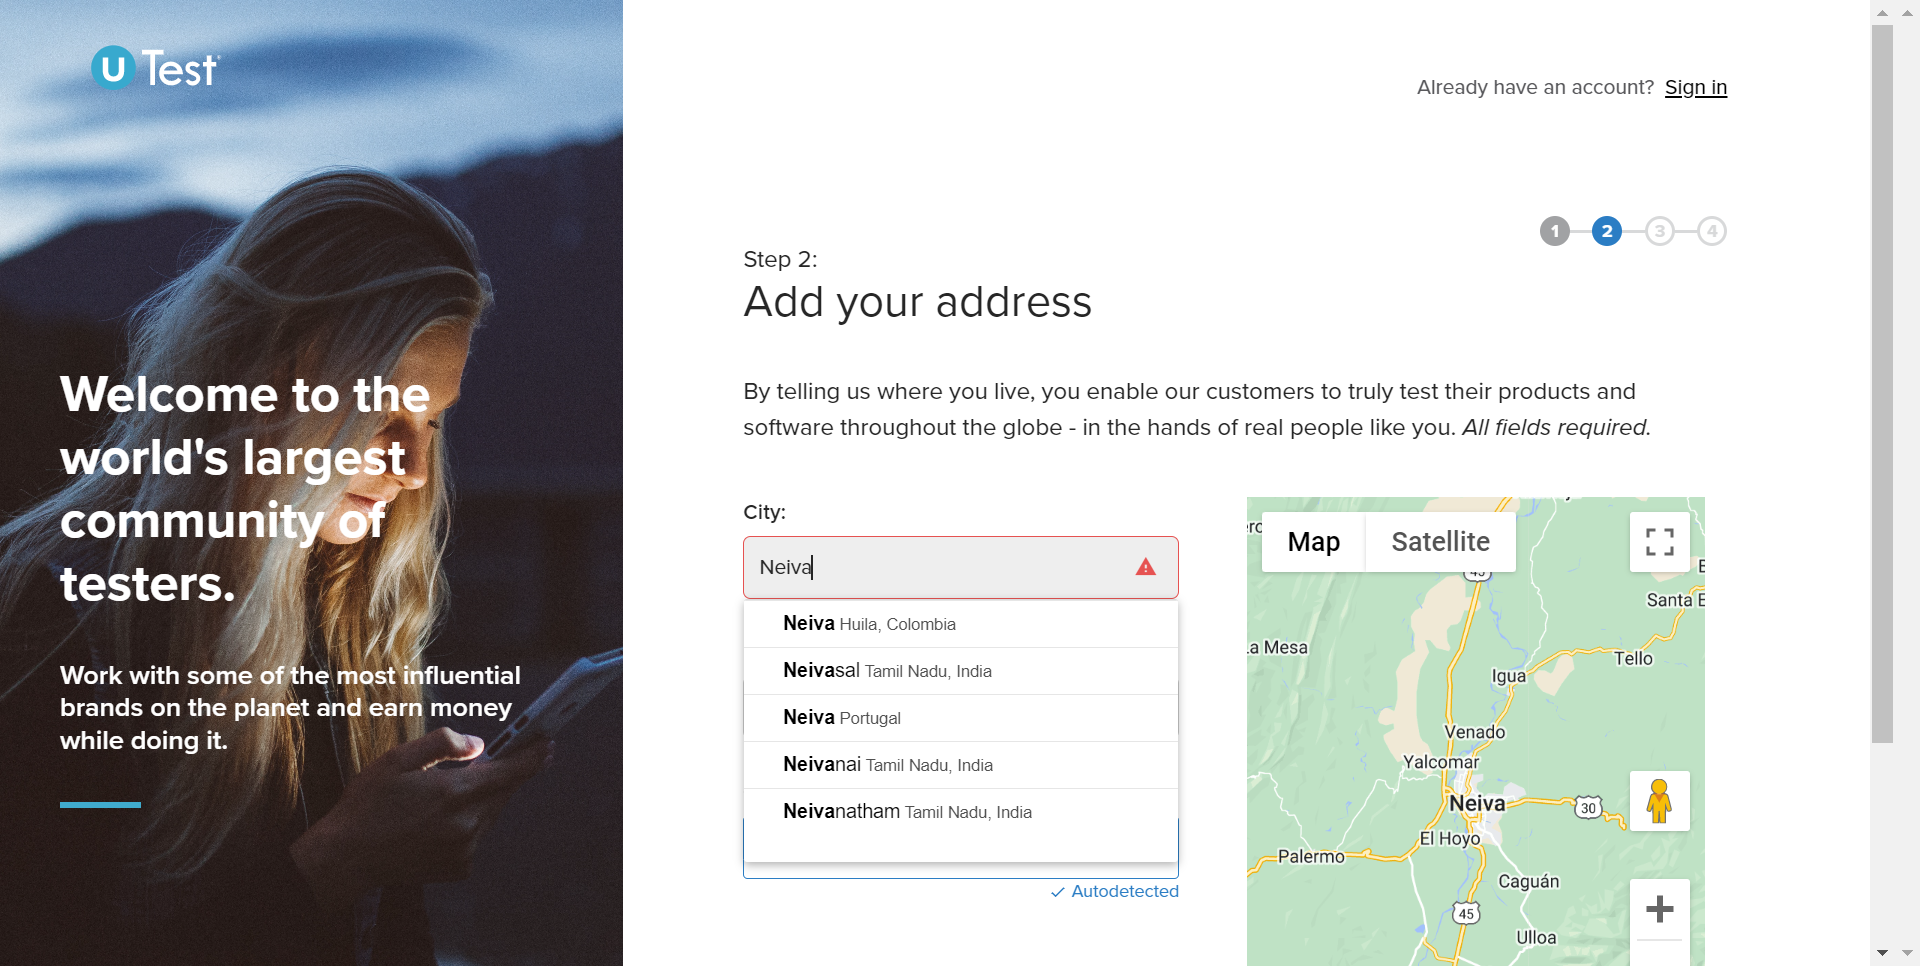 u Test
Already have an account? Sign in
1 2 3 4
Step 2:
Add your address
By telling us where you live, you enable our customers to truly test their products and
software throughout the globe - in the hands of real people like you. All fields required.
Welcome to the
world's largest
community of
testers.
Work with some of the most influential
brands on the planet and earn money
while doing it.
City:
Neiva
Neiva Huila, Colombia
Neivasal Tamil Nadu, India
Neiva Portugal
Neivanai Tamil Nadu, India
Neivanatham Tamil Nadu, India
Autodetected
Map Satellite
45
Santa E
La Mesa
Tello
Igua
Venado
Yalcomar
Neiva
30
El Hoyo
Palermo
Caguán
45
Ulloa